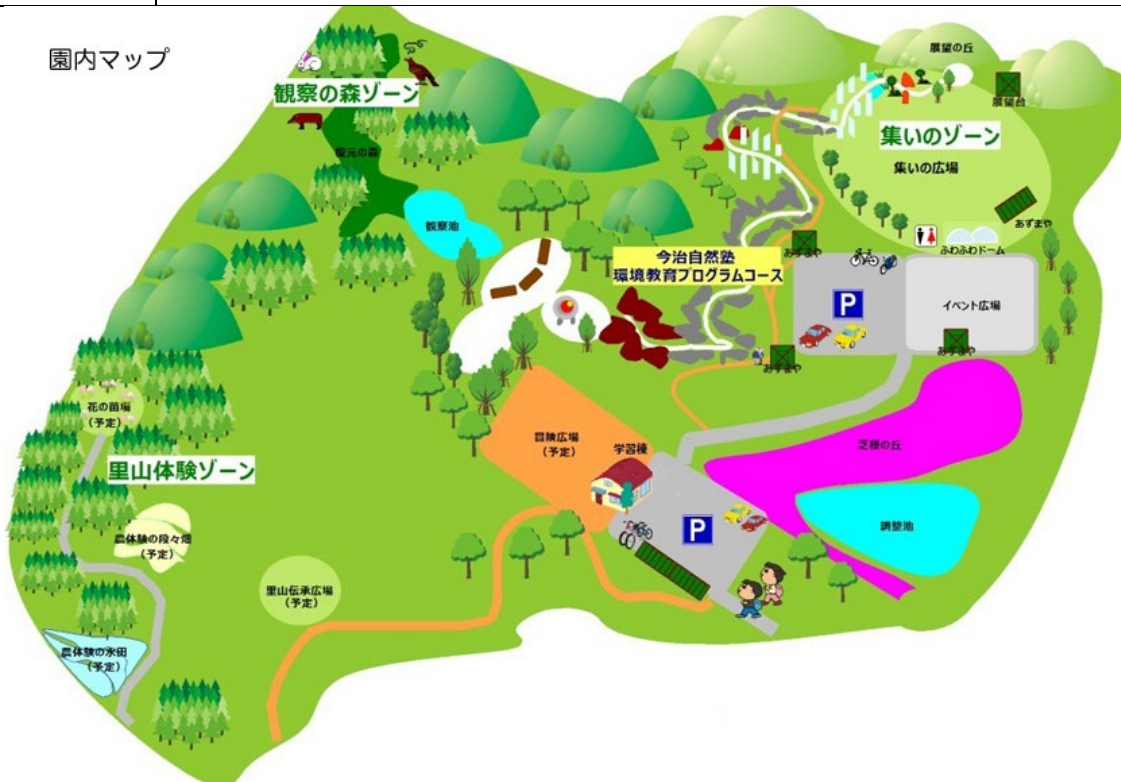 園内マップ
展望の丘
観察の森ゾーン
展望台
集いのゾーン
復元の森
集いの広場
観察池
あずまや
ふわふわドーム
今治自然塾
環境教育プログラムコース
あずまや
P
イベント広場
あずまや
あずまや
花の苗場
(予定)
冒険広場
(予定)
学習棟
芝桜の丘
里山体験ゾーン
P
調整池
農体験の段々畑
(予定)
里山伝承広場
(予定)
農体験の水田
(予定)